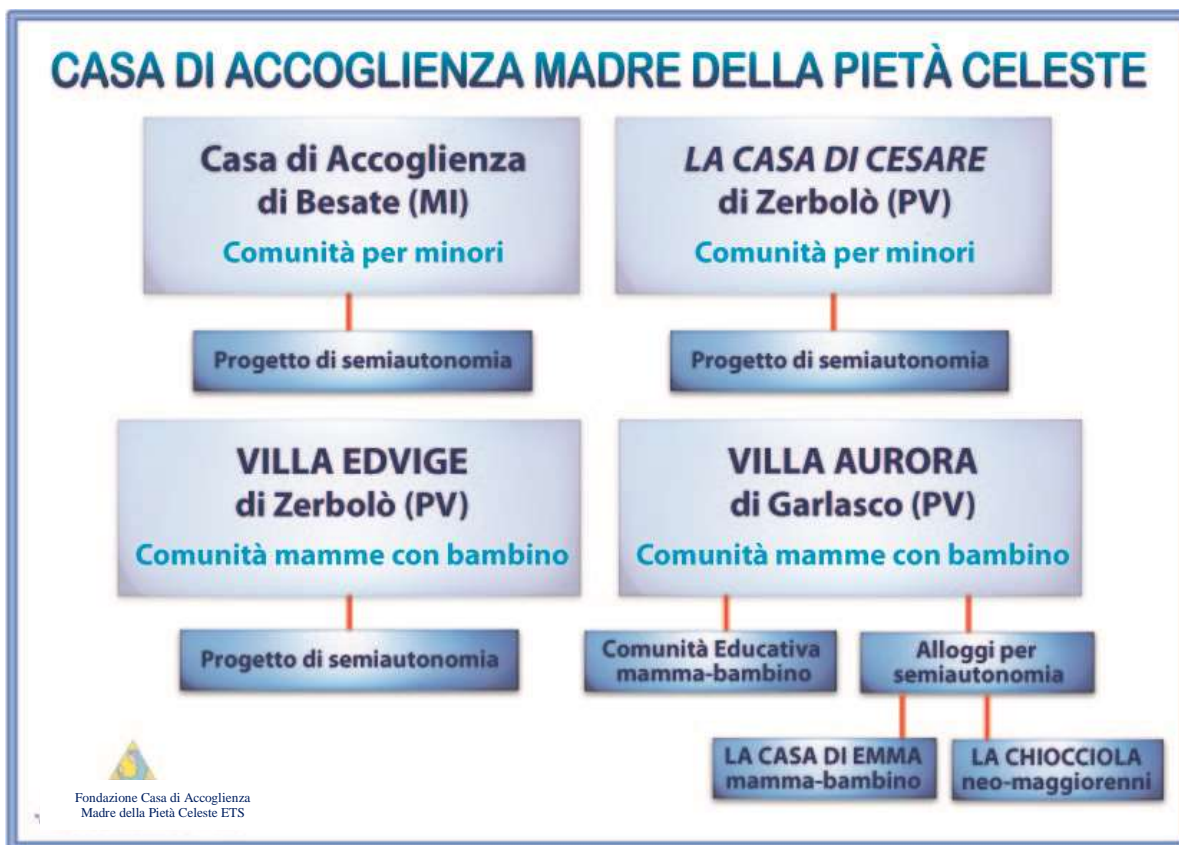 CASA DI ACCOGLIENZA MADRE DELLA PIETÀ CELESTE
Casa di Accoglienza
di Besate (MI)
Comunità per minori
Progetto di semiautonomia
LA CASA DI CESARE
di Zerbolò (PV)
Comunità per minori
Progetto di semiautonomia
VILLA EDVIGE
di Zerbolò (PV)
Comunità mamme con bambino
Progetto di semiautonomia
VILLA AURORA
di Garlasco (PV)
Comunità mamme con bambino
Comunità Educativa
mamma-bambino
Alloggi per
semiautonomia
LA CASA DI EMMA
mamma-bambino
LA CHIOCCIOLA
neo-maggiorenni
Fondazione Casa di Accoglienza
Madre della Pietà Celeste ETS